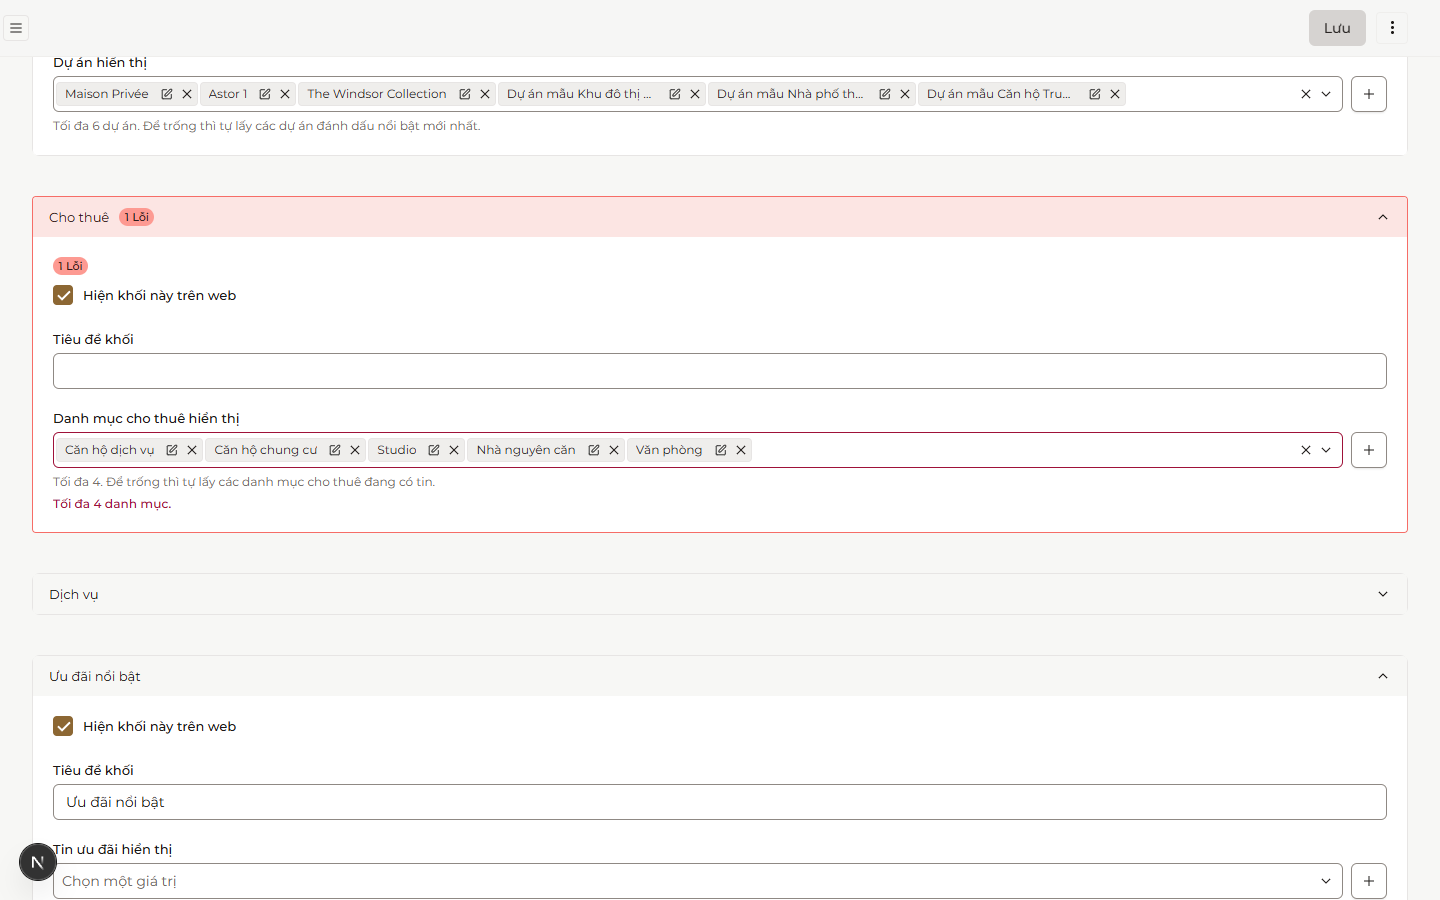 Lưu
Dự án hiển thị
Maison Privée Astor 1 The Windsor Collection Dự án mẫu Khu đô thị ... Dự án mẫu Nhà phố th... Dự án mẫu Căn hộ Tru...
Tối đa 6 dự án. Để trống thì tự lấy các dự án đánh dấu nổi bật mới nhất.
Cho thuê 1 Lỗi
1 Lỗi
Hiện khối này trên web
Tiêu đề khối
Danh mục cho thuê hiển thị
Căn hộ dịch vụ Căn hộ chung cư Studio Nhà nguyên căn Văn phòng
Tối đa 4. Để trống thì tự lấy các danh mục cho thuê đang có tin.
Tối đa 4 danh mục.
Dịch vụ
Ưu đãi nổi bật
Hiện khối này trên web
Tiêu đề khối
Ưu đãi nổi bật
Tin ưu đãi hiển thị
N
Chọn một giá trị